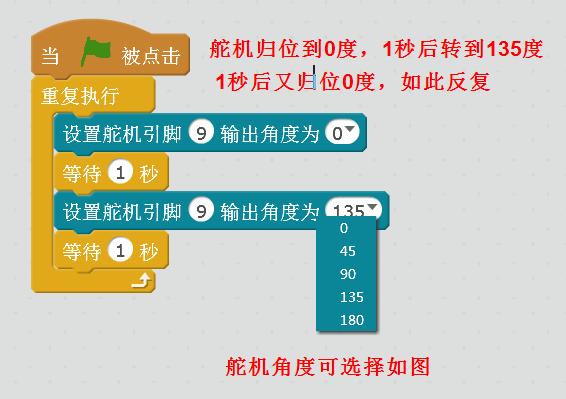 当 被点击
舵机归位到0度，1秒后转到135度
1秒后又归位0度，如此反复
重复执行
设置舵机引脚 9 输出角度为 0
等待 1 秒
设置舵机引脚 9 输出角度为 135
等待 1 秒
0
45
90
135
180
舵机角度可选择如图